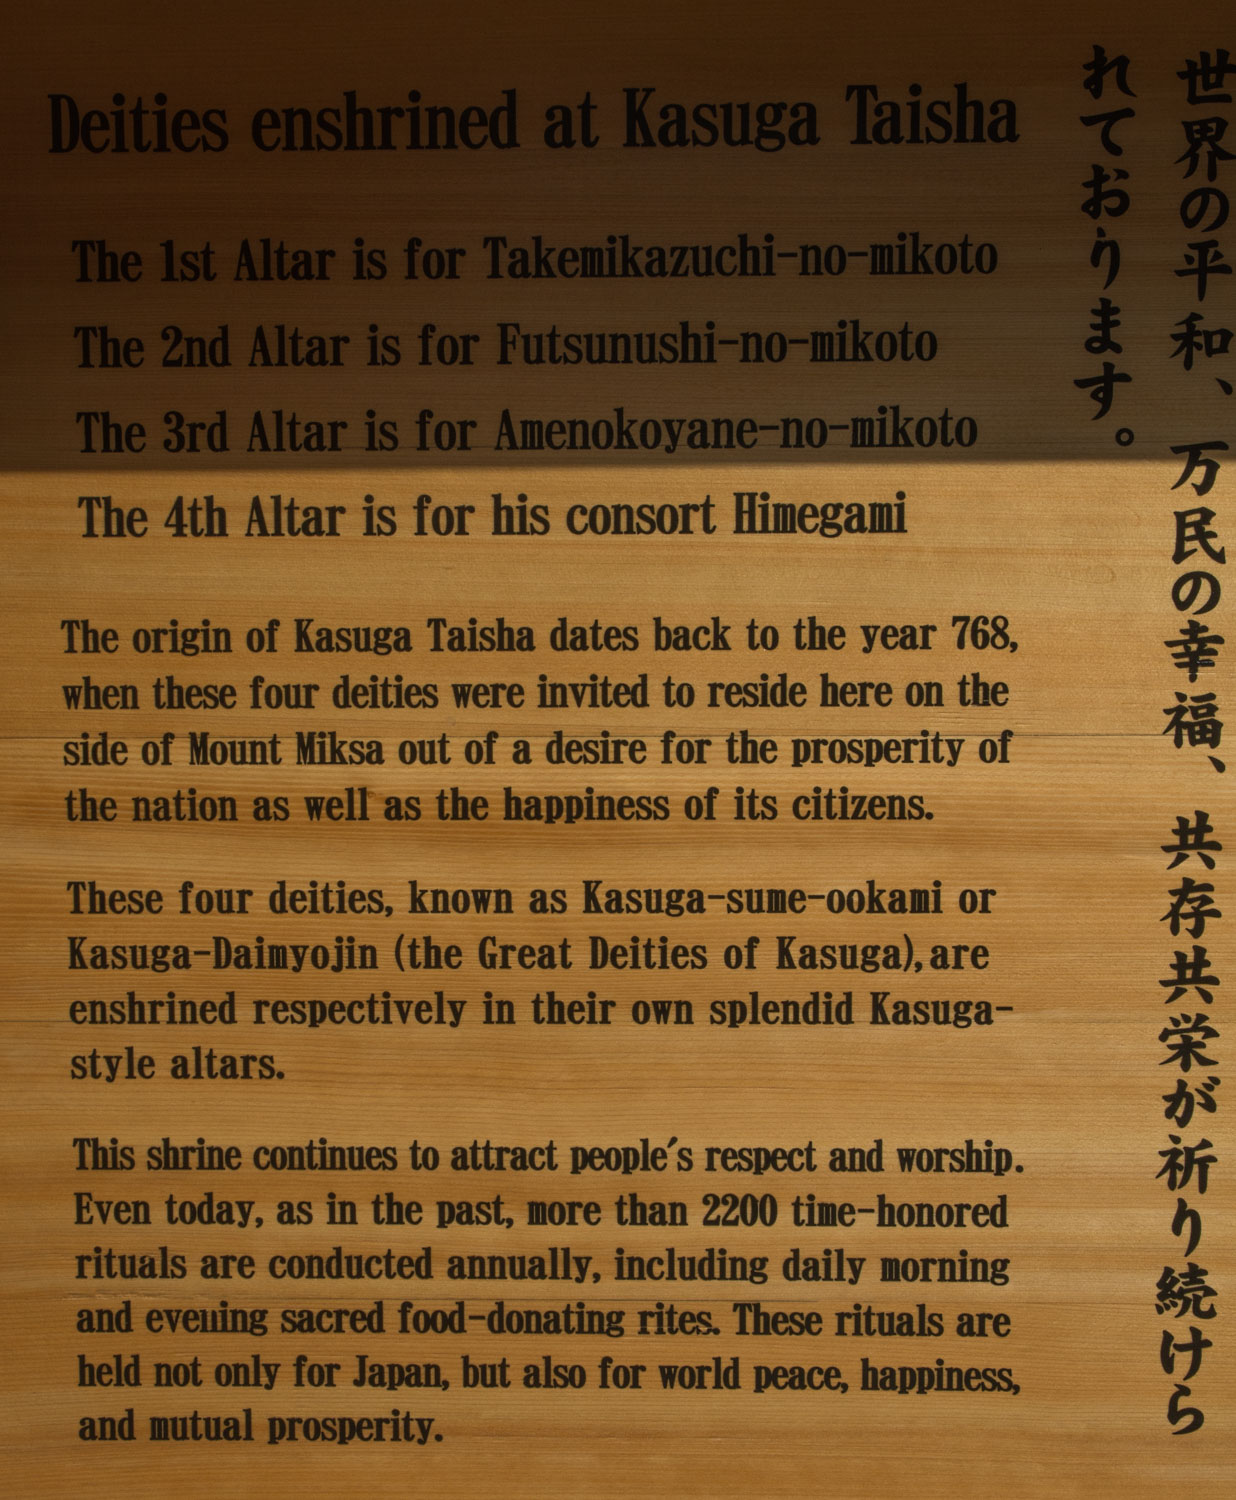 Deities enshrined at Kasuga Taisha
The 1st Altar is for Takemikazuchi-no-mikoto
The 2nd Altar is for Futsunushi-no-mikoto
The 3rd Altar is for Amenokoyane-no-mikoto
The 4th Altar is for his consort Himegami
The origin of Kasuga Taisha dates back to the year 768,
when these four deities were invited to reside here on the
side of Mount Miksa out of a desire for the prosperity of
the nation as well as the happiness of its citizens.
These four deities, known as Kasuga-sume-ookami or
Kasuga-Daimyojin (the Great Deities of Kasuga), are
enshrined respectively in their own splendid Kasuga-
style altars.
This shrine continues to attract people's respect and worship.
Even today, as in the past, more than 2200 time-honored
rituals are conducted annually, including daily morning
and evening sacred food-donating rites. These rituals are
held not only for Japan, but also for world peace, happiness,
and mutual prosperity.
世界の平和、万民の幸福、共存共栄が祈り続けら
れております。